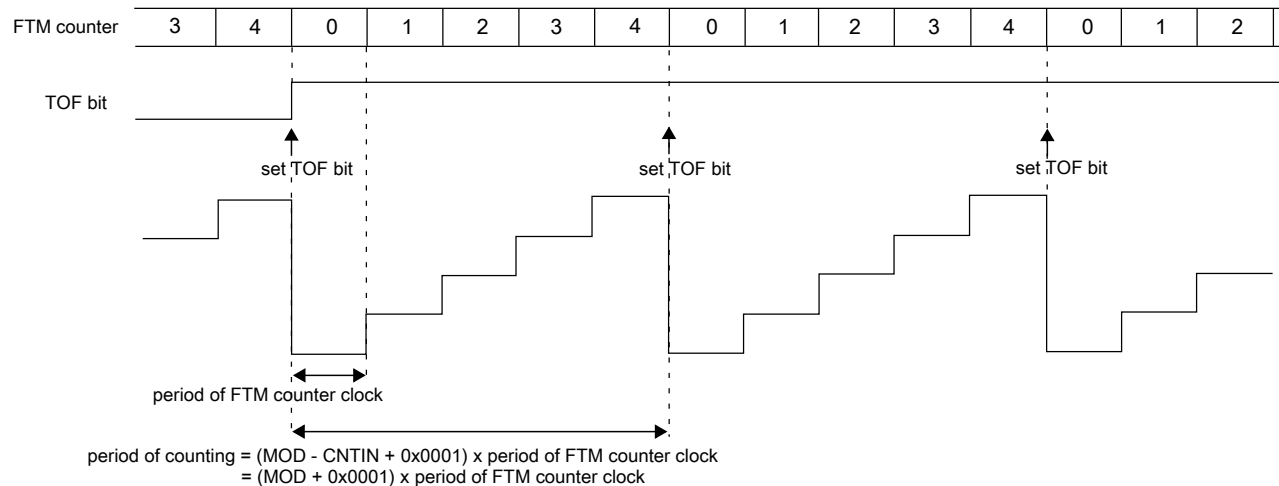 FTM counter 3 4 0 1 2 3 4 0 1 2 3 4 0 1 2
TOF bit
set TOF bit set TOF bit set TOF bit
period of FTM counter clock
period of counting = (MOD - CNTIN + 0x0001) x period of FTM counter clock
= (MOD + 0x0001) x period of FTM counter clock